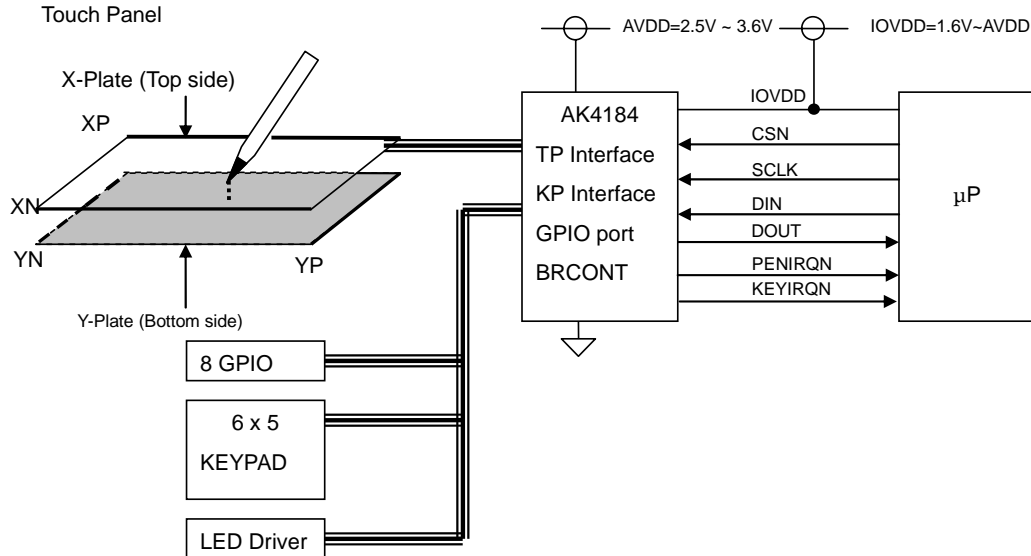 Touch Panel
X-Plate (Top side)
XP
XN
YN
YP
Y-Plate (Bottom side)
8 GPIO
6 x 5
KEYPAD
LED Driver
AVDD=2.5V ~ 3.6V
IOVDD=1.6V~AVDD
AK4184
TP Interface
KP Interface
GPIO port
BRCONT
IOVDD
CSN
SCLK
DIN
DOUT
PENIRQN
KEYIRQN
µP